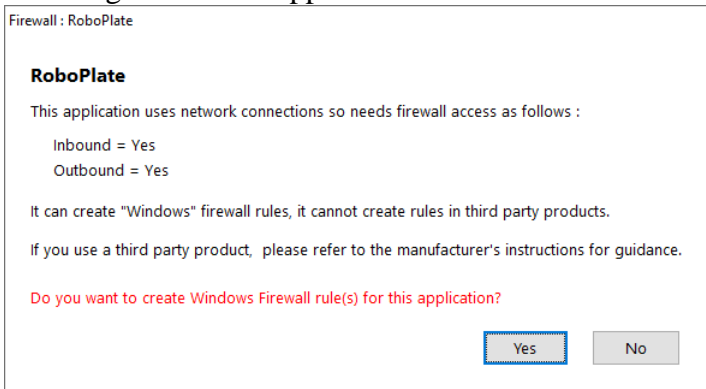 Firewall : RoboPlate
RoboPlate
This application uses network connections so needs firewall access as follows :
Inbound = Yes
Outbound = Yes
It can create "Windows" firewall rules, it cannot create rules in third party products.
If you use a third party product,  please refer to the manufacturer's instructions for guidance.
Do you want to create Windows Firewall rule(s) for this application?
Yes No